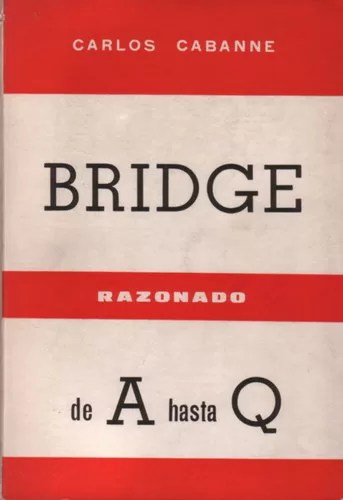 CARLOS CABANNE
BRIDGE
RAZONADO
de A hasta Q